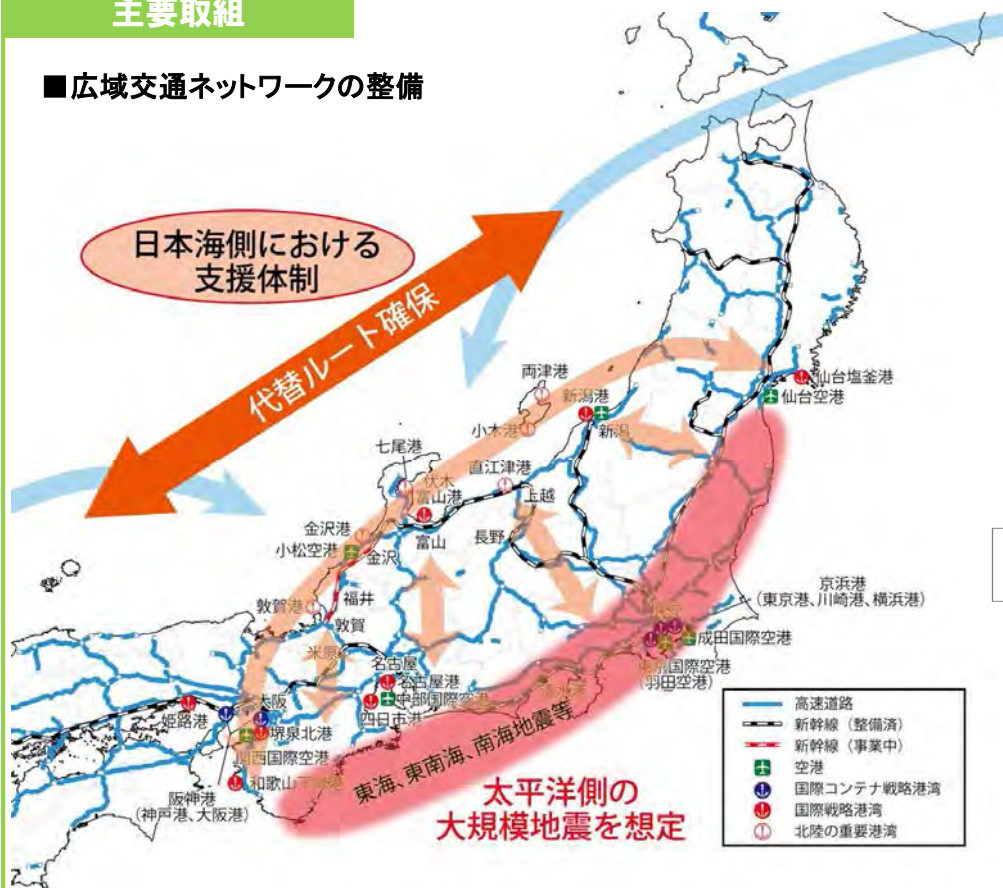 主要取組
■広域交通ネットワークの整備
日本海側における
支援体制
代替ルート確保
両津港
新潟港
仙台塩釜港
仙台空港
小木港
新潟
七尾港
直江津港
伏木
富山港
上越
金沢港
小松空港
金沢
富山
長野
敦賀港
福井
敦賀
米原
京浜港
(東京港、川崎港、横浜港)
成田国際空港
国際空港
(羽田空港)
名古屋
名古屋港
中部国際空港
四日市港
大阪
姫路港
堺泉北港
関西国際空港
和歌山下津港
阪神港
(神戸港、大阪港)
東海、東南海、南海地震等
太平洋側の
大規模地震を想定
高速道路
新幹線(整備済)
新幹線(事業中)
空港
国際コンテナ戦略港湾
国際戦略港湾
北陸の重要港湾